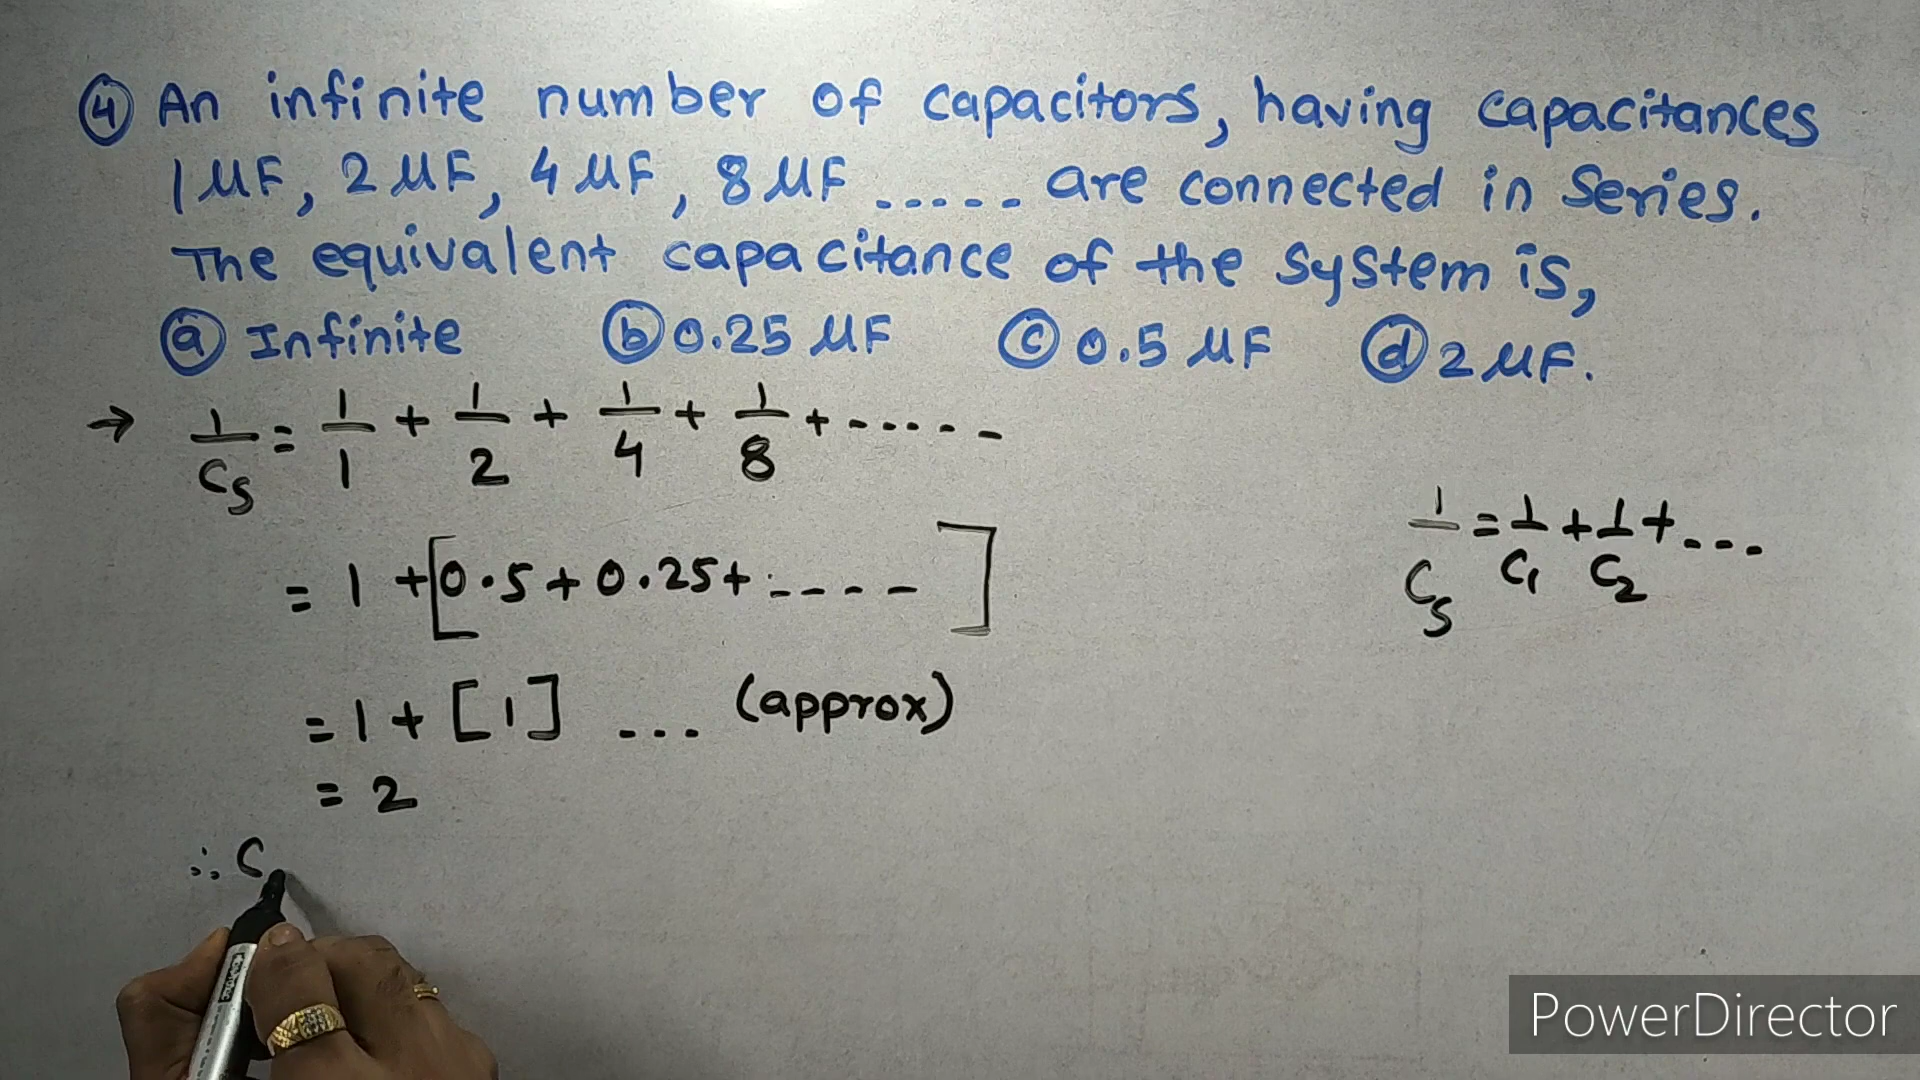 ④ An infinite number of capacitors, having capacitances
1 μF, 2 μF, 4 μF, 8 μF ..... are connected in series.
The equivalent capacitance of the system is,
ⓐ Infinite ⓑ 0.25 μF ⓒ 0.5 μF ⓓ 2 μF.
→ 1/Cs = 1/1 + 1/2 + 1/4 + 1/8 + .....
1/Cs = 1/C1 + 1/C2 + ...
= 1 + [0.5 + 0.25 + ..... ]
= 1 + [1] ... (approx)
= 2
∴ C
PowerDirector